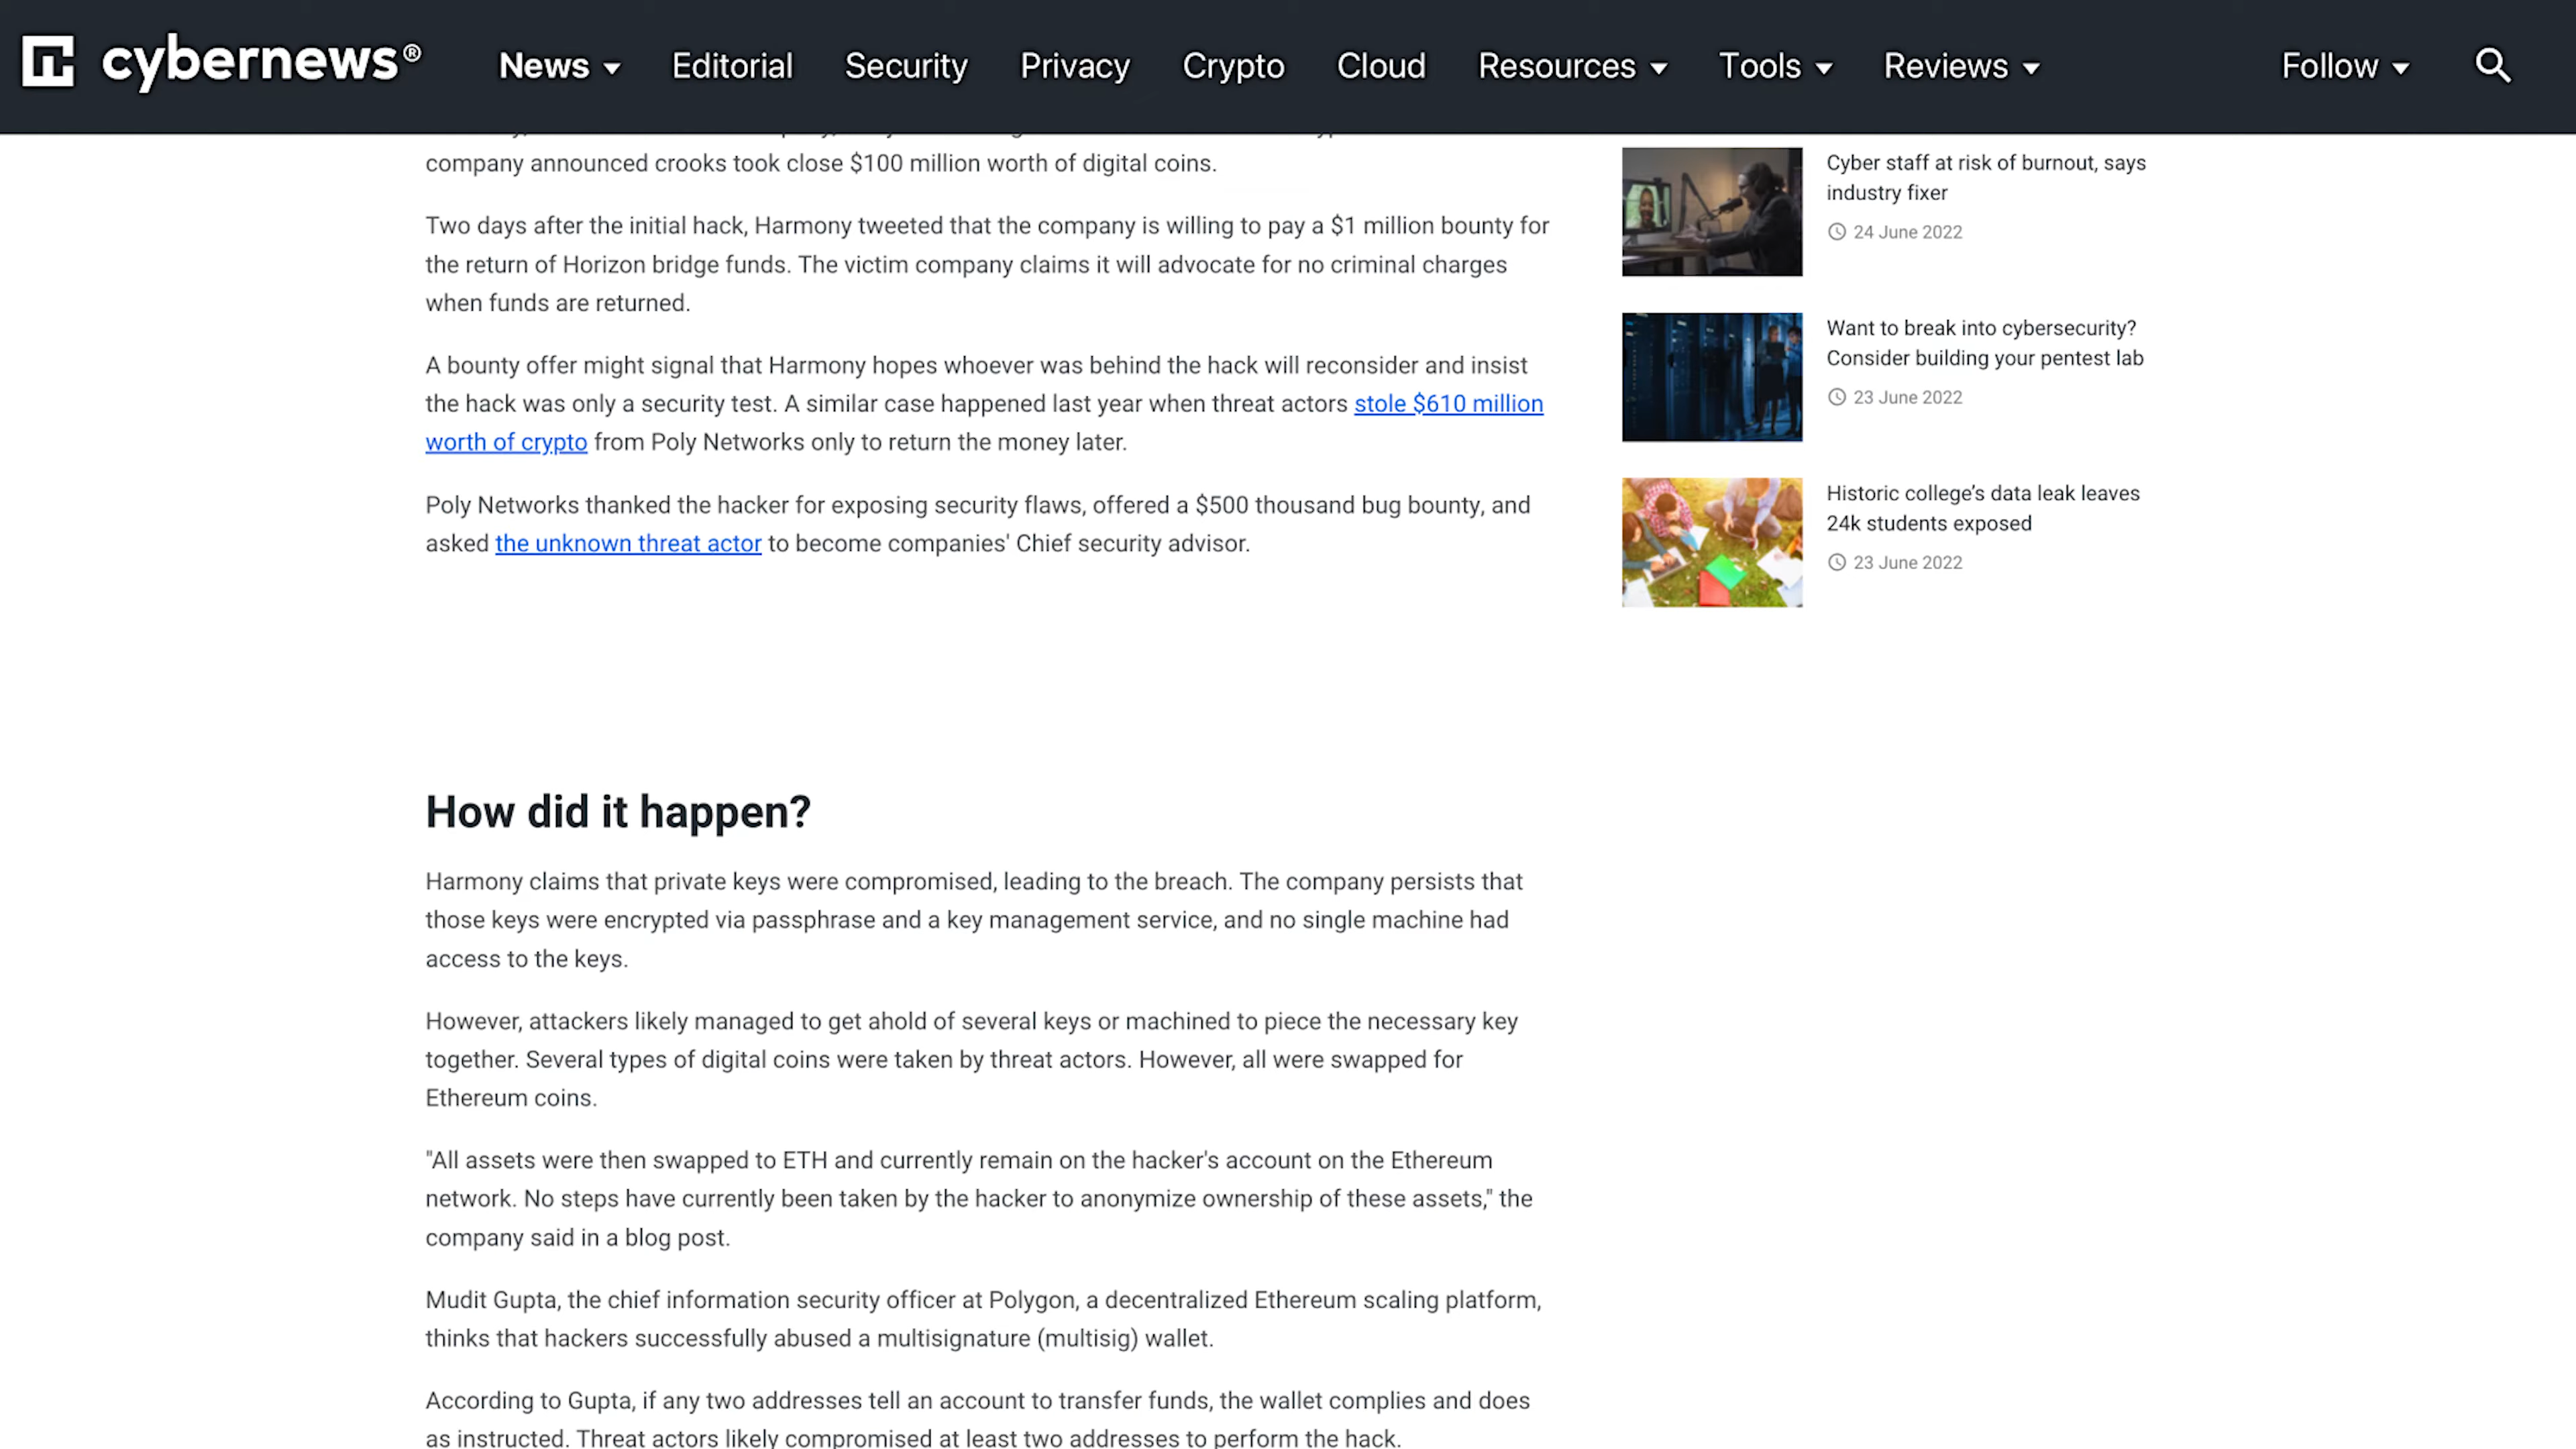 cybernews®
News
Editorial
Security
Privacy
Crypto
Cloud
Resources
Tools
Reviews
Follow
company announced crooks took close $100 million worth of digital coins.
Two days after the initial hack, Harmony tweeted that the company is willing to pay a $1 million bounty for
the return of Horizon bridge funds. The victim company claims it will advocate for no criminal charges
when funds are returned.
A bounty offer might signal that Harmony hopes whoever was behind the hack will reconsider and insist
the hack was only a security test. A similar case happened last year when threat actors stole $610 million
worth of crypto from Poly Networks only to return the money later.
Poly Networks thanked the hacker for exposing security flaws, offered a $500 thousand bug bounty, and
asked the unknown threat actor to become companies' Chief security advisor.
How did it happen?
Harmony claims that private keys were compromised, leading to the breach. The company persists that
those keys were encrypted via passphrase and a key management service, and no single machine had
access to the keys.
However, attackers likely managed to get ahold of several keys or machined to piece the necessary key
together. Several types of digital coins were taken by threat actors. However, all were swapped for
Ethereum coins.
"All assets were then swapped to ETH and currently remain on the hacker's account on the Ethereum
network. No steps have currently been taken by the hacker to anonymize ownership of these assets," the
company said in a blog post.
Mudit Gupta, the chief information security officer at Polygon, a decentralized Ethereum scaling platform,
thinks that hackers successfully abused a multisignature (multisig) wallet.
According to Gupta, if any two addresses tell an account to transfer funds, the wallet complies and does
as instructed. Threat actors likely compromised at least two addresses to perform the hack.
Cyber staff at risk of burnout, says
industry fixer
24 June 2022
Want to break into cybersecurity?
Consider building your pentest lab
23 June 2022
Historic college’s data leak leaves
24k students exposed
23 June 2022